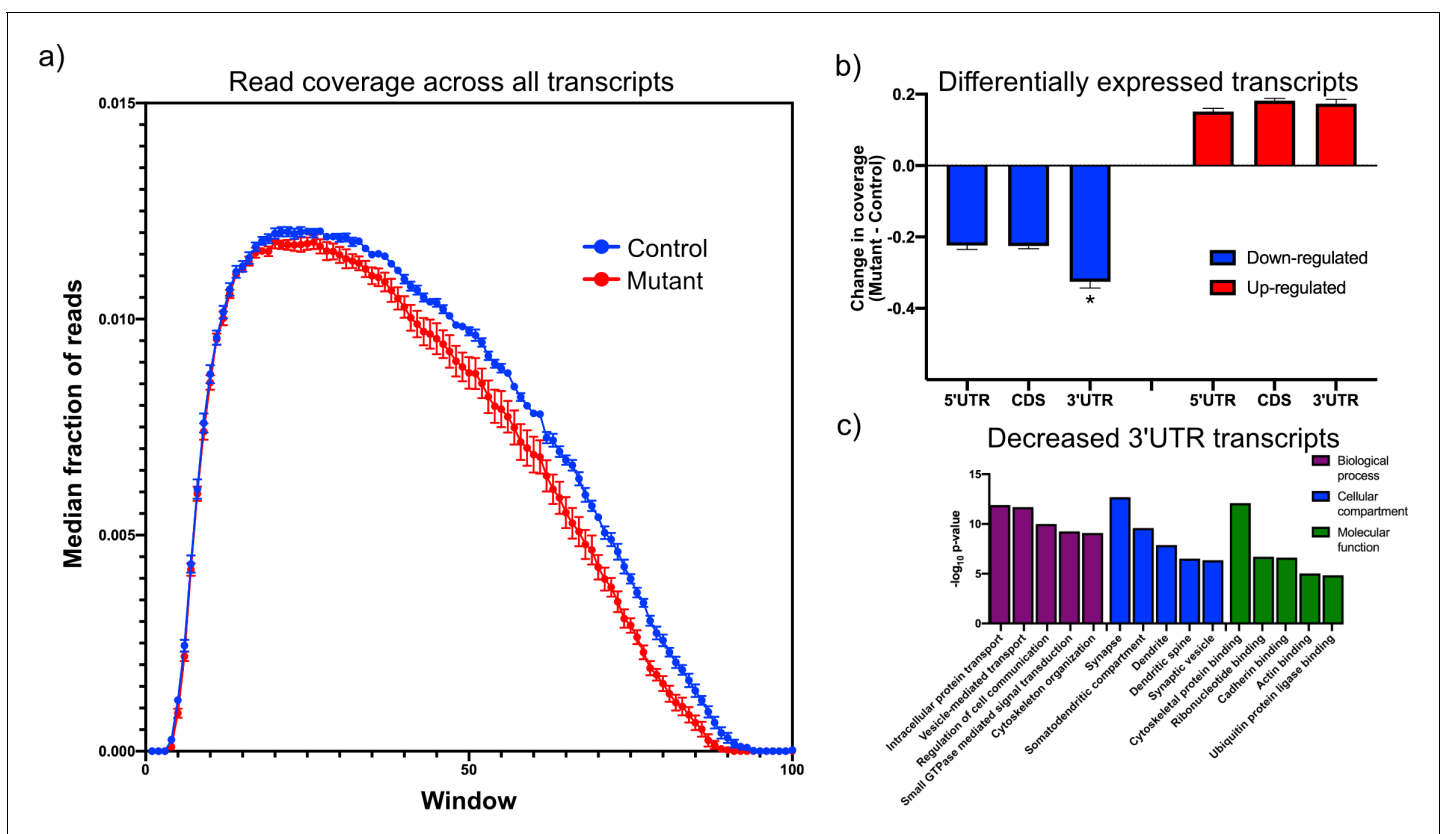 a)
Read coverage across all transcripts
0.015
0.010
0.005
0.000
Median fraction of reads
Control
Mutant
0
50
100
Window
b)
Differentially expressed transcripts
0.2
0.0
-0.2
-0.4
Change in coverage
(Mutant - Control)
*
Down-regulated
Up-regulated
5'UTR
CDS
3'UTR
5'UTR
CDS
3'UTR
c)
Decreased 3'UTR transcripts
15
10
5
0
-log10 p-value
Biological
process
Cellular
compartment
Molecular
function
Intracellular protein transport
Vesicle-mediated transport
Regulation of cell communication
Small GTPase mediated signal transduction
Cytoskeleton organization
Synapse
Somatodendritic compartment
Dendrite
Dendritic spine
Synaptic vesicle
Cytoskeletal protein binding
Ribonucleotide binding
Cadherin binding
Actin binding
Ubiquitin protein ligase binding